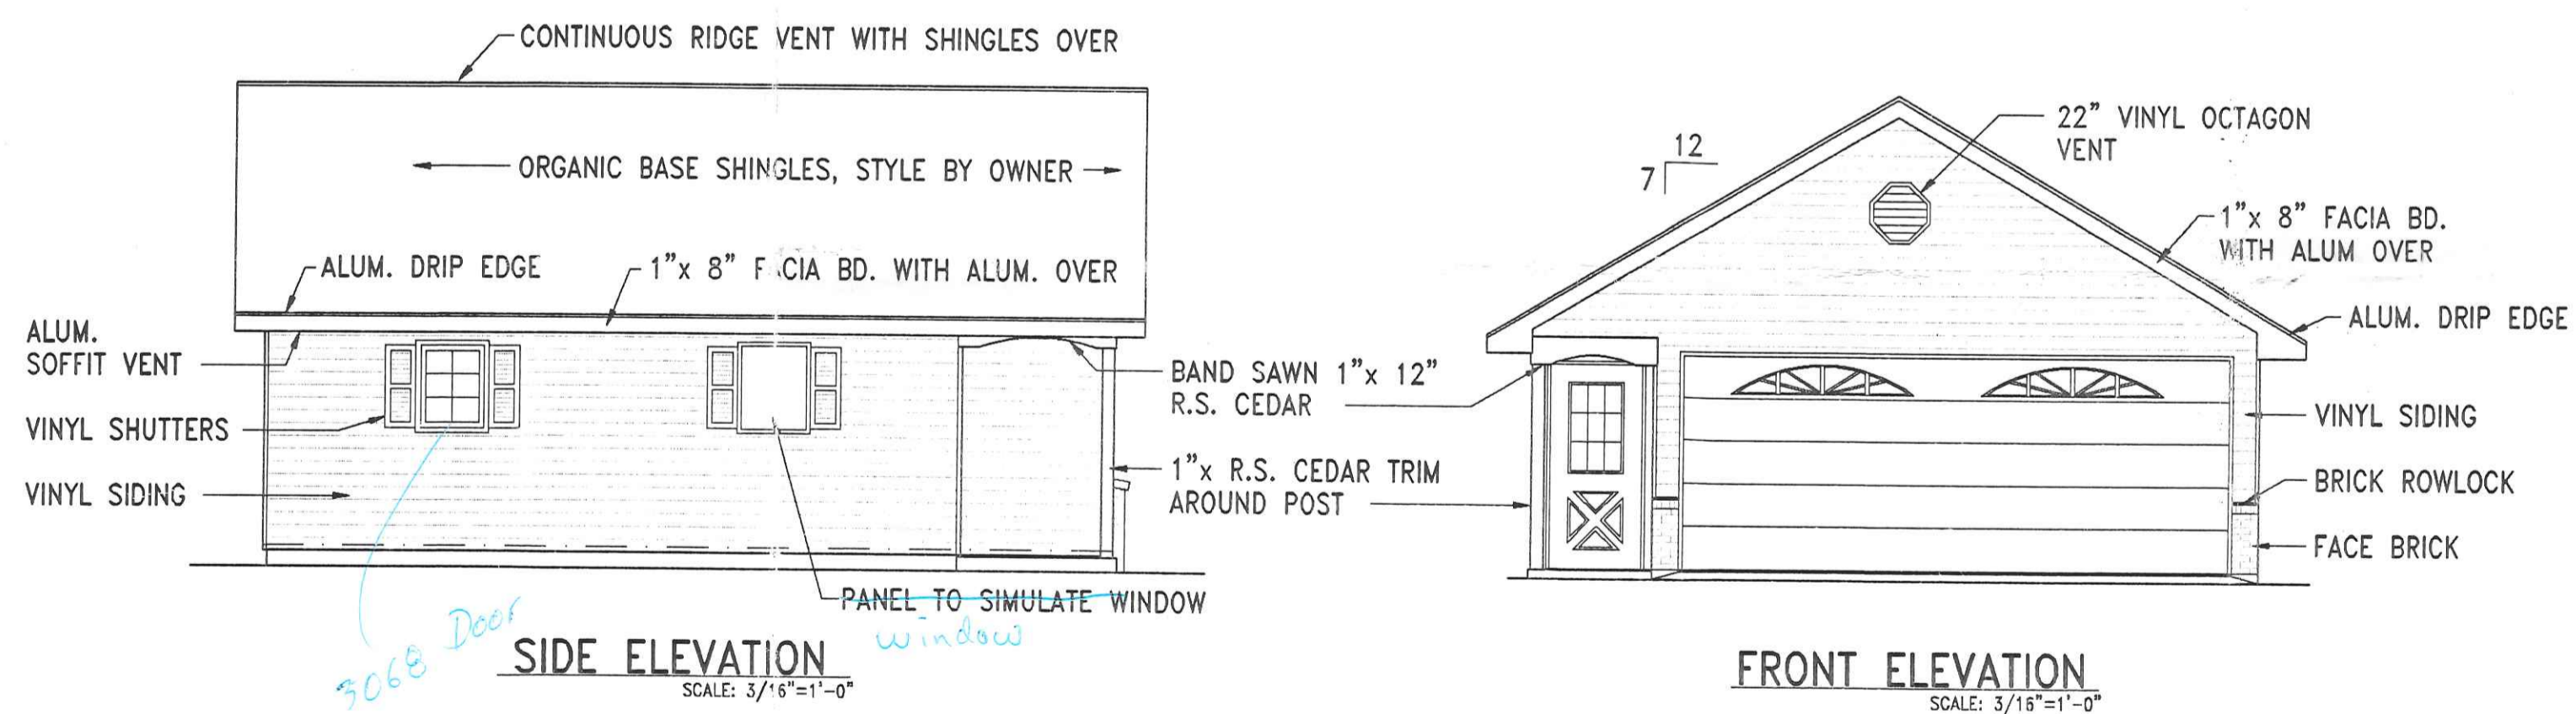 CONTINUOUS RIDGE VENT WITH SHINGLES OVER
ORGANIC BASE SHINGLES, STYLE BY OWNER
ALUM. DRIP EDGE
1"x 8" F CIA BD. WITH ALUM. OVER
ALUM.
SOFFIT VENT
VINYL SHUTTERS
VINYL SIDING
BAND SAWN 1"x 12"
R.S. CEDAR
1"x R.S. CEDAR TRIM
AROUND POST
PANEL TO SIMULATE WINDOW
window
3068 Door
SIDE ELEVATION
SCALE: 3/16"=1'-0"
12
7
22" VINYL OCTAGON
VENT
1"x 8" FACIA BD.
WITH ALUM OVER
ALUM. DRIP EDGE
VINYL SIDING
BRICK ROWLOCK
FACE BRICK
FRONT ELEVATION
SCALE: 3/16"=1'-0"